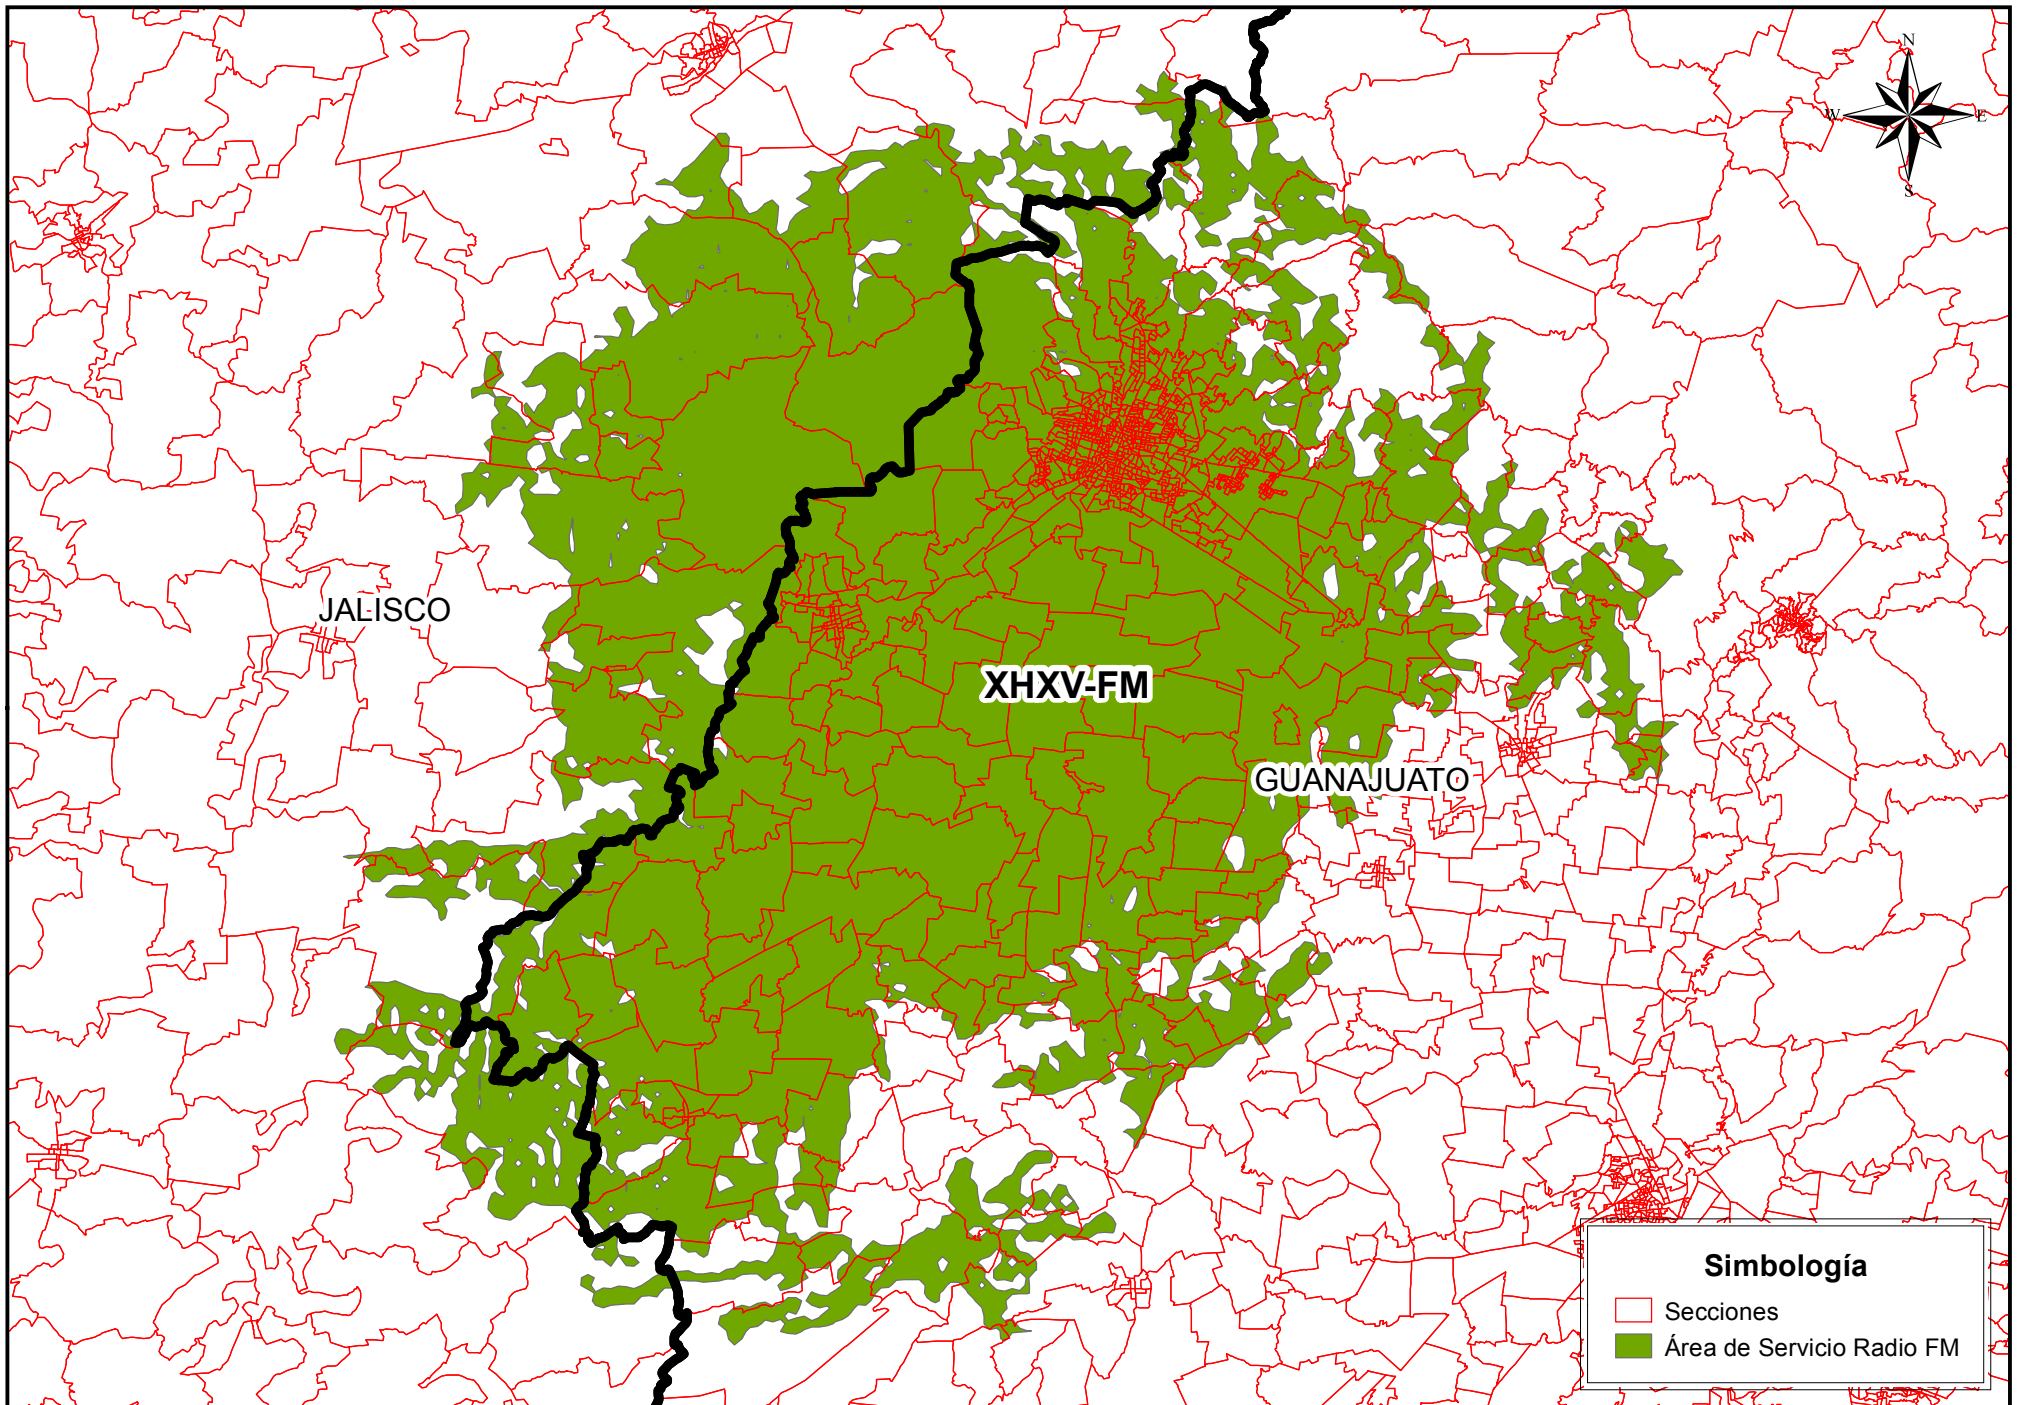 N
W
E
S
JALISCO
XHXV-FM
GUANAJUATO
Simbología
Secciones
Área de Servicio Radio FM